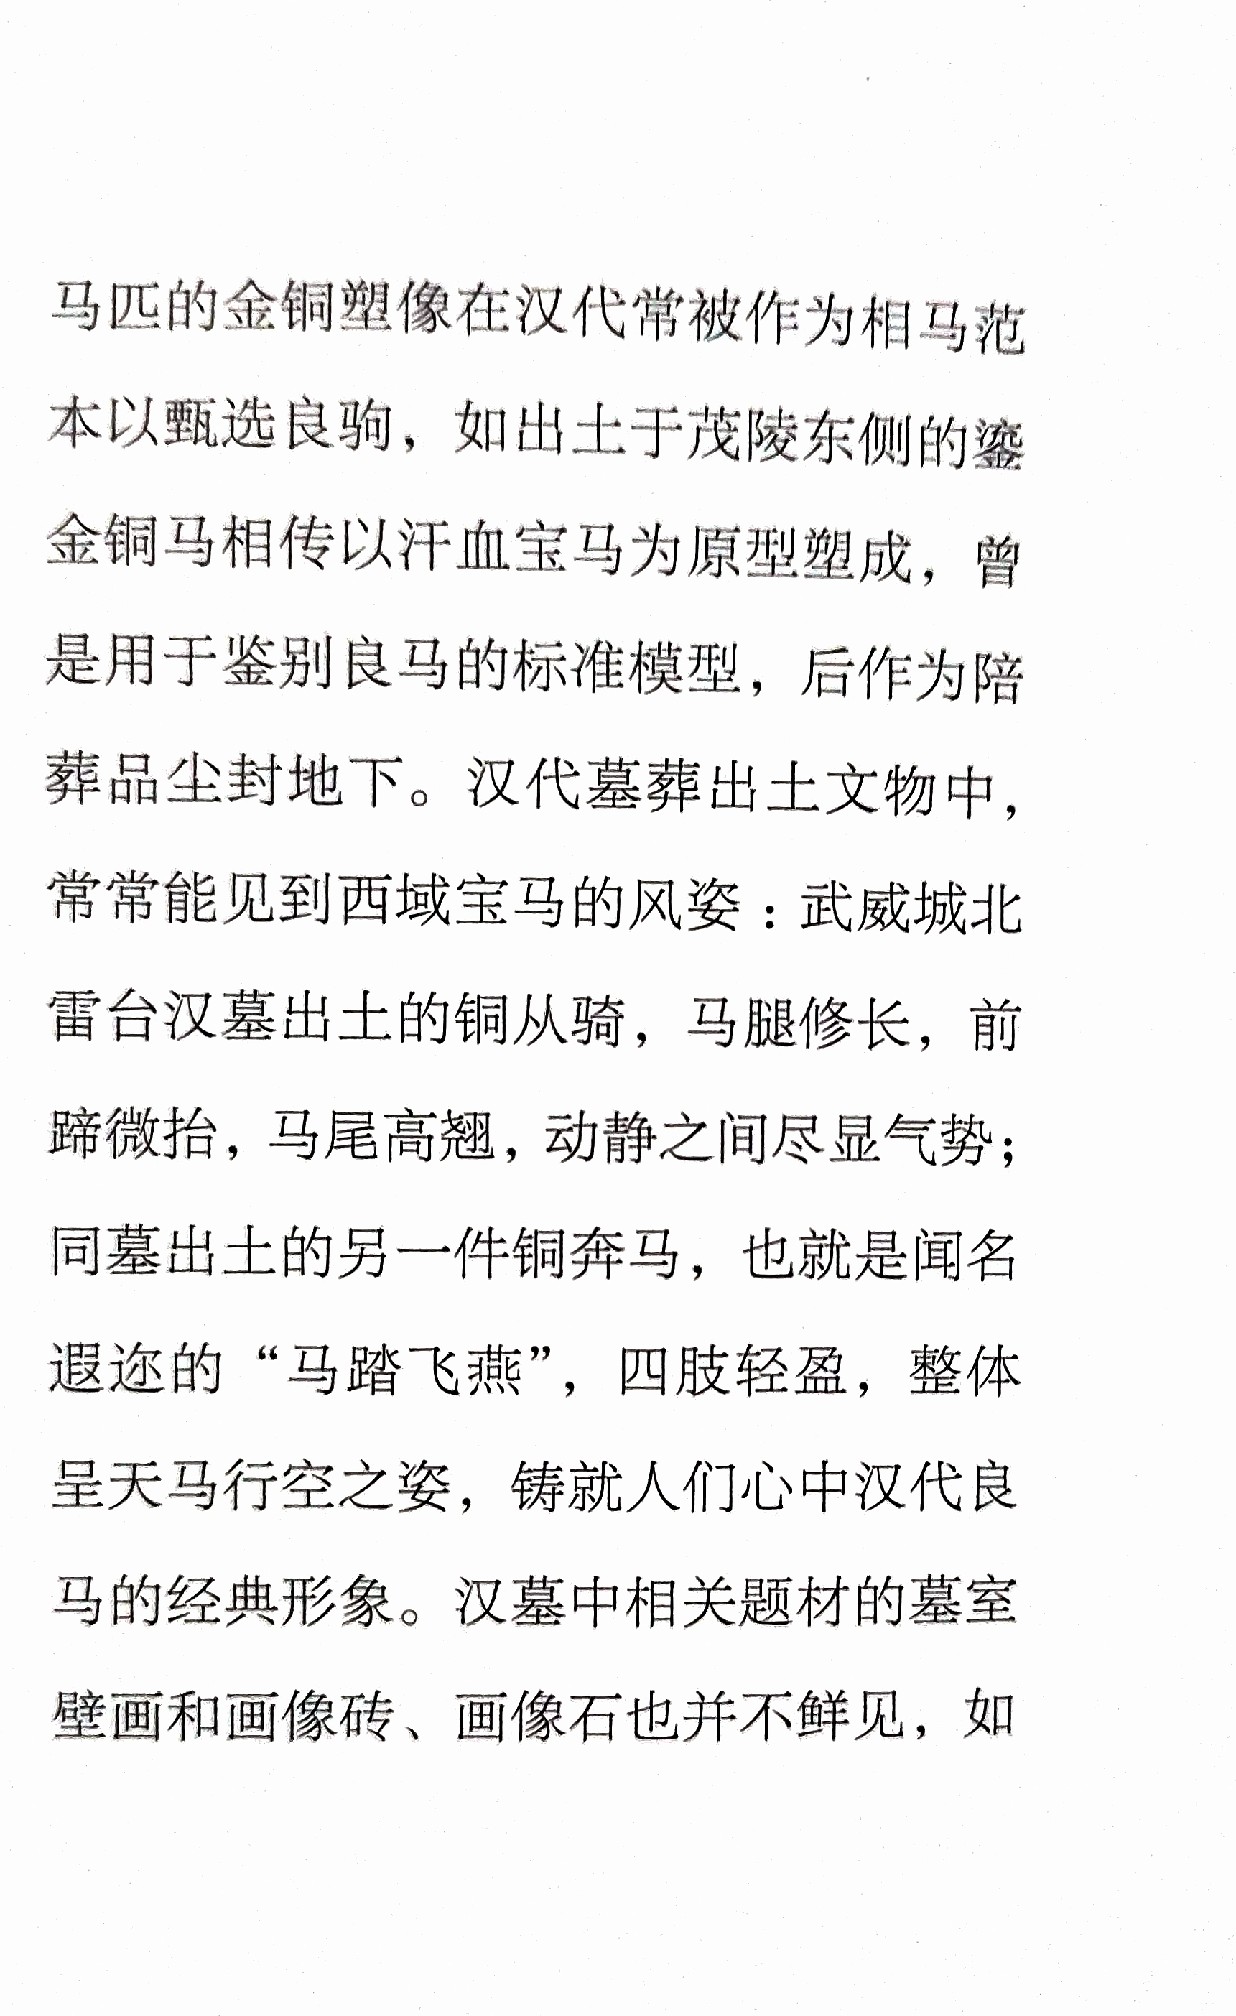 马匹的金铜塑像在汉代常被作为相马范
本以甄选良驹，如出土于茂陵东侧的鎏
金铜马相传以汗血宝马为原型塑成，曾
是用于鉴别良马的标准模型，后作为陪
葬品尘封地下。汉代墓葬出土文物中，
常常能见到西域宝马的风姿：武威城北
雷台汉墓出土的铜从骑，马腿修长，前
蹄微抬，马尾高翘，动静之间尽显气势；
同墓出土的另一件铜奔马，也就是闻名
遐迩的“马踏飞燕”，四肢轻盈，整体
呈天马行空之姿，铸就人们心中汉代良
马的经典形象。汉墓中相关题材的墓室
壁画和画像砖、画像石也并不鲜见，如